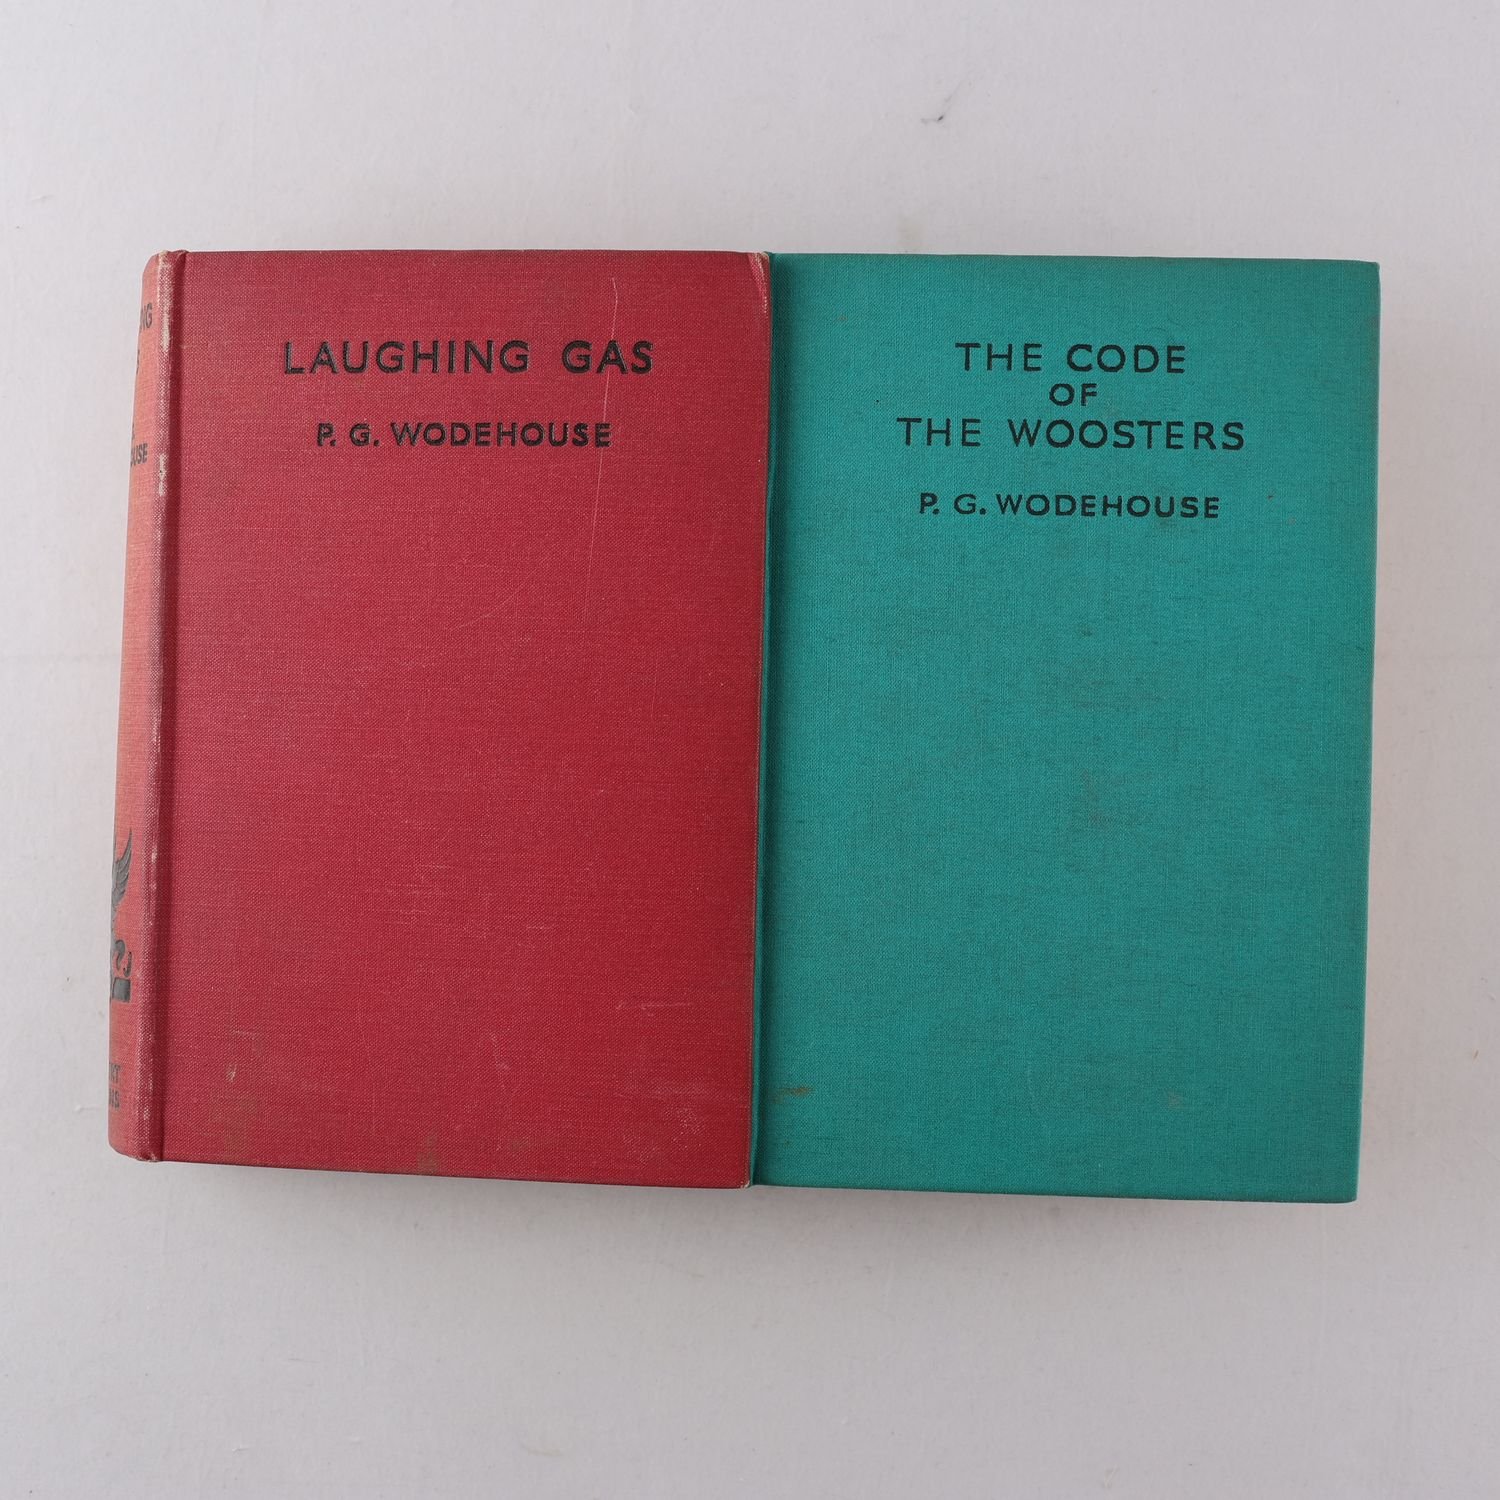 LAUGHING GAS
P. G. WODEHOUSE
THE CODE
OF
THE WOOSTERS
P. G. WODEHOUSE